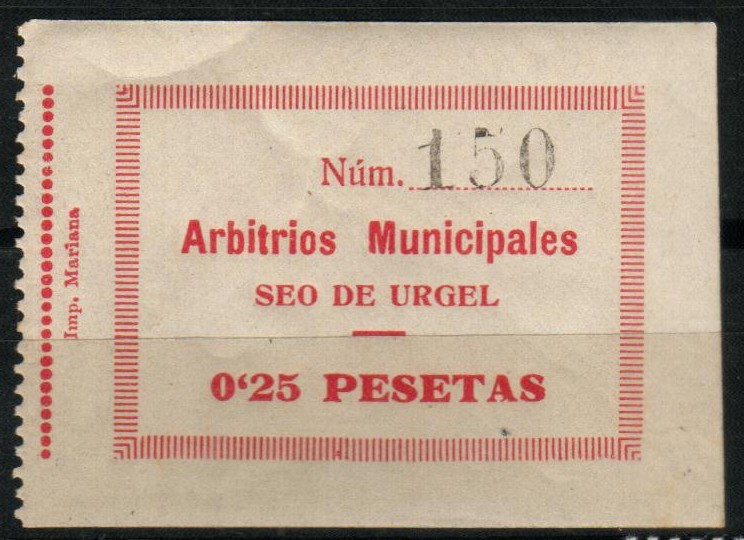 Núm. 150
Arbitrios Municipales
SEO DE URGEL
0‘25 PESETAS
Imp. Mariana